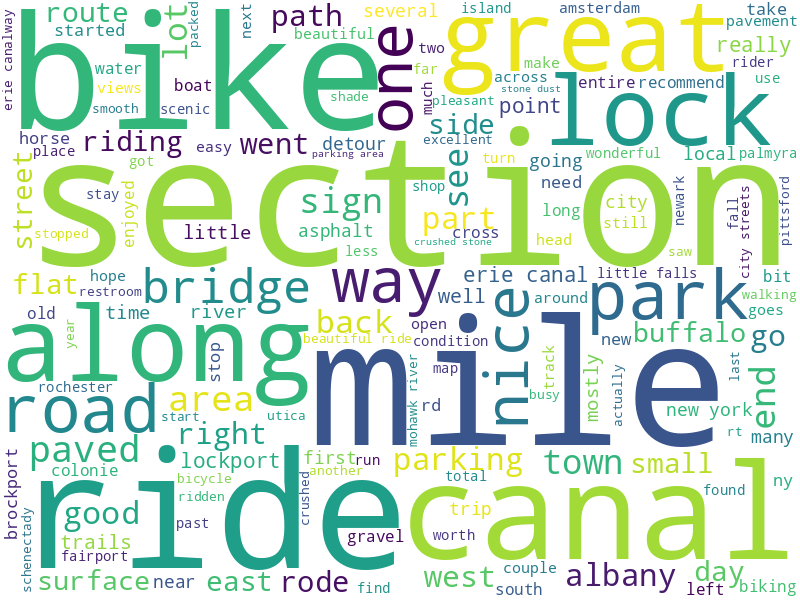 erie canalway
route
started
packed
lot
next
path
beautiful
several
island
amsterdam
take
pavement
bike
one
great
really
two
far
make
across
entire
recommend
rider
use
water
views
boat
smooth
scenic
shade
much
pleasant
stone dust
point
lock
horse
place
riding
easy
went
detour
side
excellent
got
parking area
see
turn
going
wonderful
local
palmyra
street
section
stay
enjoyed
sign
shop
need
newark
fall
city streets
pittsford
stopped
little
asphalt
part
cross
long
city
still
less
crushed stone
head
saw
flat
hope
restroom
bridge
way
erie canal
little falls
bit
well
around
park
walking
goes
old
time
river
back
open
new
buffalo
go
along
year
stop
beautiful ride
condition
nice
track
mostly
actually
last
busy
map
mile
rochester
start
utica
mohawk river
rd
road
area
new york
end
rt
many
right
paved
lockport
first
run
parking
town
small
colonie
bicycle
another
total
found
ny
brockport
good
ridden
crushed
ride
canal
trip
trails
past
gravel
worth
fairport
schenectady
surface
near
east
rode
find
west
couple
south
albany
left
day
biking